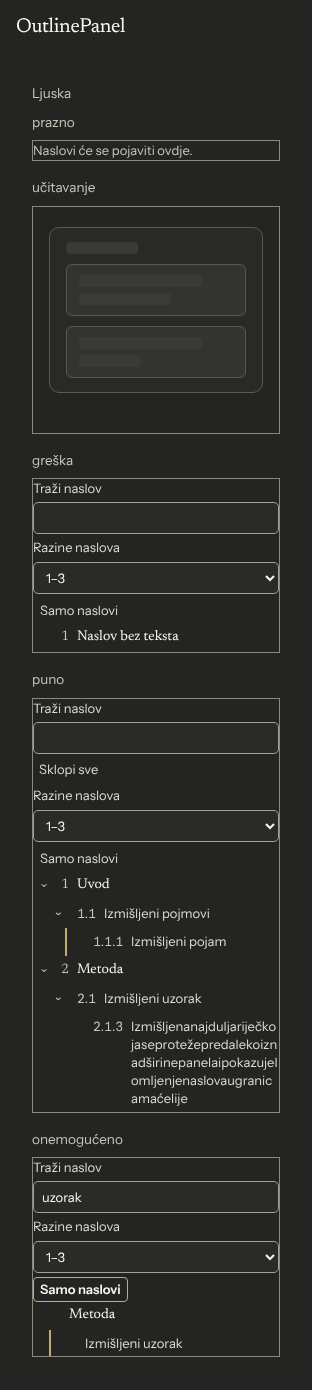 OutlinePanel
Ljuska
prazno
Naslovi će se pojaviti ovdje.
učitavanje
greška
Traži naslov
Razine naslova
1–3
Samo naslovi
1 Naslov bez teksta
puno
Traži naslov
Sklopi sve
Razine naslova
1–3
Samo naslovi
1 Uvod
1.1 Izmišljeni pojmovi
1.1.1 Izmišljeni pojam
2 Metoda
2.1 Izmišljeni uzorak
2.1.3 Izmišljenanajduljariječko
jaseprotežepredalekoizn
adširinepanelaipokazujel
omljenjenaslovaugranic
amaćelije
onemogućeno
Traži naslov
uzorak
Razine naslova
1–3
Samo naslovi
Metoda
Izmišljeni uzorak